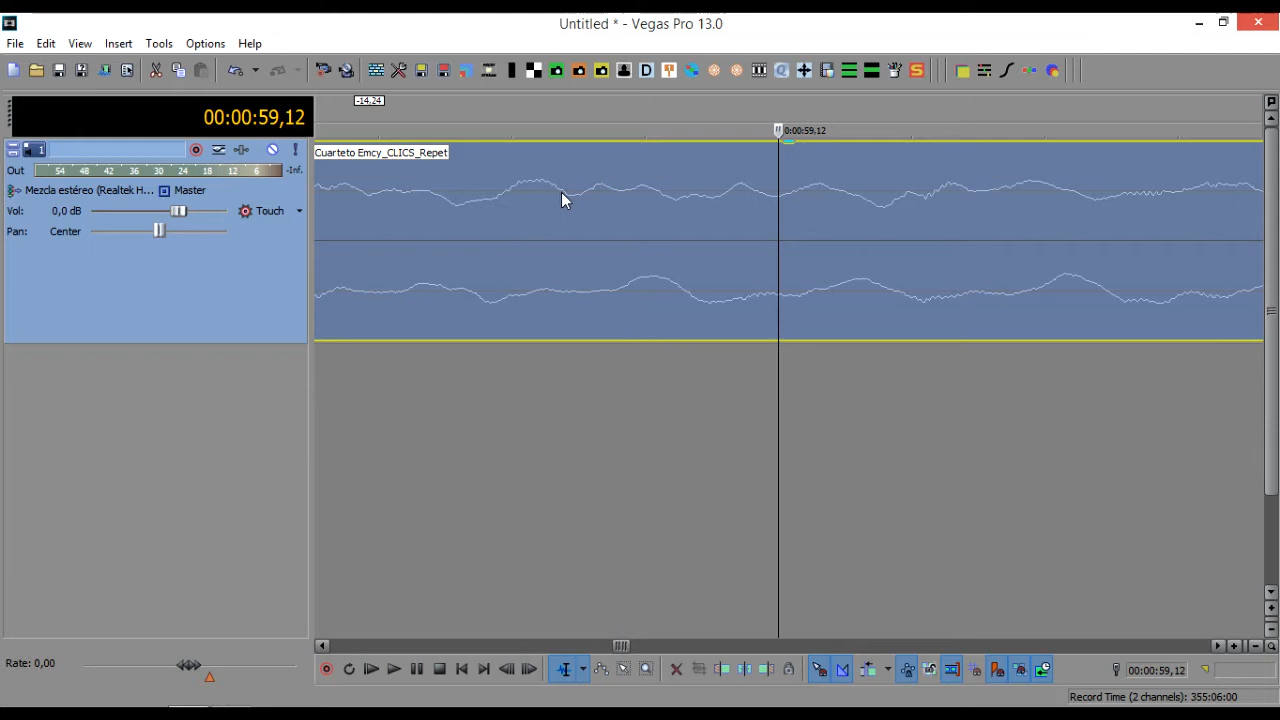 Untitled * - Vegas Pro 13.0
File Edit View Insert Tools Options Help
-14.24
00:00:59,12
0:00:59,12
1
Cuarteto Emcy_CLICS_Repet
Out 54 48 42 36 30 24 18 12 6 -Inf.
Mezcla estéreo (Realtek H... Master
Vol: 0,0 dB Touch
Pan: Center
Rate: 0,00
00:00:59,12
Record Time (2 channels): 355:06:00